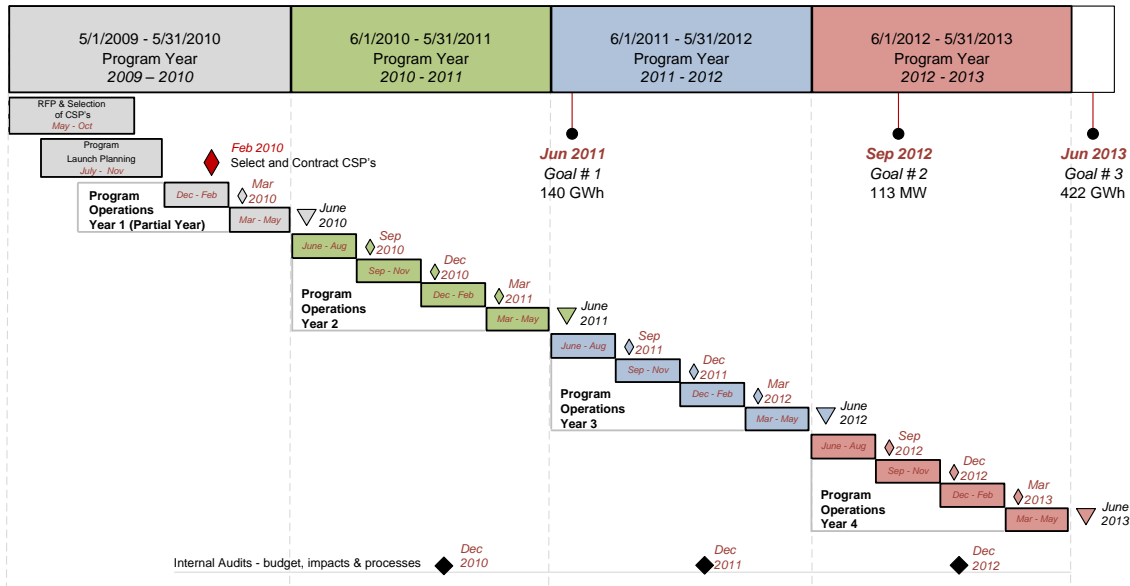 5/1/2009 - 5/31/2010
Program Year
2009 – 2010
6/1/2010 - 5/31/2011
Program Year
2010 - 2011
6/1/2011 - 5/31/2012
Program Year
2011 - 2012
6/1/2012 - 5/31/2013
Program Year
2012 - 2013
RFP & Selection
of CSP's
May - Oct
Program
Launch Planning
July - Nov
Feb 2010
Select and Contract CSP's
Jun 2011
Goal # 1
140 GWh
Sep 2012
Goal # 2
113 MW
Jun 2013
Goal # 3
422 GWh
Program
Operations
Year 1 (Partial Year)
Dec - Feb
Mar
2010
Mar - May
June
2010
June - Aug
Sep
2010
Sep - Nov
Dec
2010
Program
Operations
Year 2
Dec - Feb
Mar
2011
Mar - May
June
2011
June - Aug
Sep
2011
Sep - Nov
Dec
2011
Program
Operations
Year 3
Dec - Feb
Mar
2012
Mar - May
June
2012
June - Aug
Sep
2012
Sep - Nov
Dec
2012
Program
Operations
Year 4
Dec - Feb
Mar
2013
Mar - May
June
2013
Internal Audits - budget, impacts & processes
Dec
2010
Dec
2011
Dec
2012